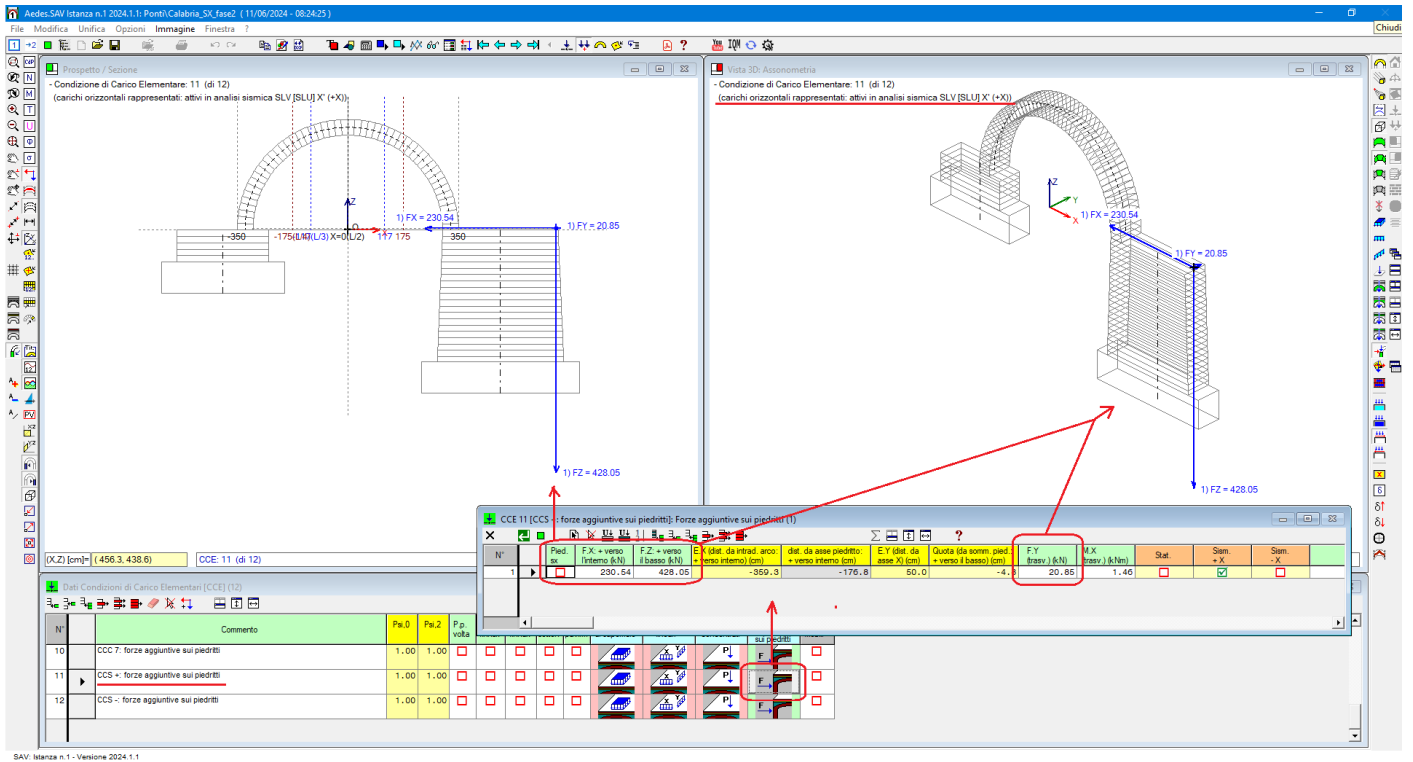 Aedes.SAV Istanza n.1 2024.1.1: Ponti\Calabria_SX_fase2 ( 11/06/2024 - 08:24:25 )
File Modifica Unifica Opzioni Immagine Finestra ?
Chiudi
Prospetto / Sezione
- Condizione di Carico Elementare: 11 (di 12)
(carichi orizzontali rappresentati: attivi in analisi sismica SLV [SLU] X' (+X))
Z
1) FX = 230.54
1) FY = 20.85
-350
X=0(L/2)
117 175
350
1) FZ = 428.05
(X,Z) [cm]= ( 456.3, 438.6)
CCE: 11 (di 12)
Vista 3D: Assonometria
- Condizione di Carico Elementare: 11 (di 12)
(carichi orizzontali rappresentati: attivi in analisi sismica SLV [SLU] X' (+X))
Z
Y
X
1) FX = 230.54
1) FY = 20.85
1) FZ = 428.05
CCE 11 [CCS -: forze aggiuntive sui piedritti]: Forze aggiuntive sui piedritti (1)
N° Pied. sx F.X: + verso l'interno (kN) F.Z: + verso il basso (kN) E.X (dist. da intrad. arco: + verso interno) (cm) dist. da asse piedritto: + verso interno) (cm) E.Y (dist. da asse X) (cm) Quota (da somm. pied.: + verso il basso) (cm) F.Y (trasv.) (kN) M.X (trasv.) (kNm) Stat. Sism. + X Sism. - X
1 230.54 428.05 -359.3 -176.8 50.0 20.85 1.46
Dati Condizioni di Carico Elementari [CCE] (12)
N° Commento Psi,0 Psi,2 P.p. volta
sui piedritti
10 CCC 7: forze aggiuntive sui piedritti 1.00 1.00
11 CCS +: forze aggiuntive sui piedritti 1.00 1.00
12 CCS -: forze aggiuntive sui piedritti 1.00 1.00
SAV: Istanza n.1 - Versione 2024.1.1